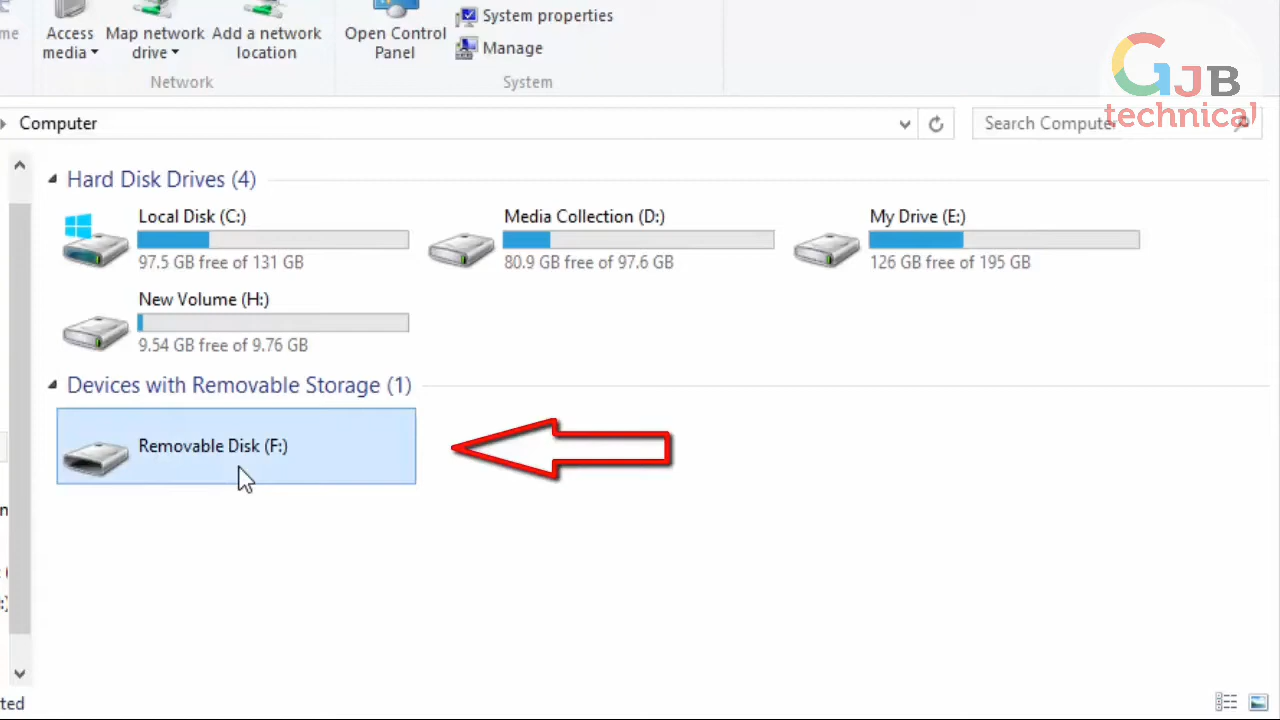 me
Access
media
Map network
drive
Add a network
location
Open Control
Panel
System properties
Manage
Network
System
GJB
technical
Computer
Search Computer
Hard Disk Drives (4)
Local Disk (C:)
97.5 GB free of 131 GB
Media Collection (D:)
80.9 GB free of 97.6 GB
My Drive (E:)
126 GB free of 195 GB
New Volume (H:)
9.54 GB free of 9.76 GB
Devices with Removable Storage (1)
Removable Disk (F:)
ted